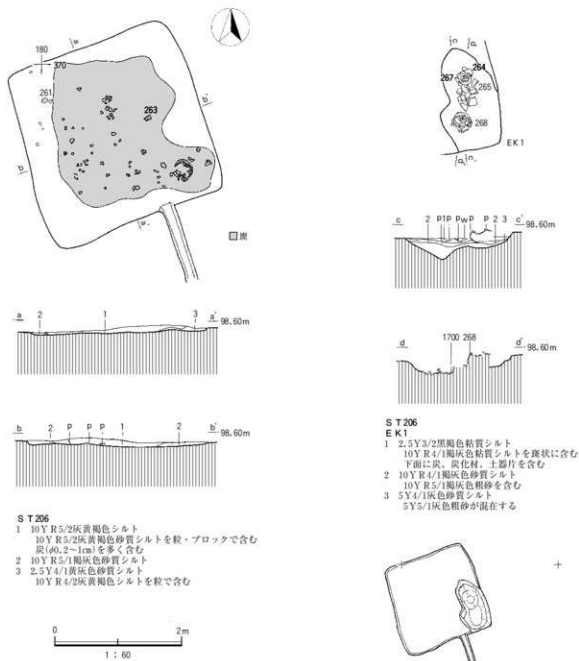 180
370
261
263
a
b'
b
a'
炭
a 2 1 3 a' 98.60m
b 2 P P P 1 2 b' 98.60m
ST206
1 10YR5/2灰黄褐色シルト
10YR5/2灰黄褐色砂質シルトを粒・ブロックで含む
炭(φ0.2~1cm)を多く含む
2 10YR5/1褐灰色砂質シルト
3 2.5Y4/1黄灰色砂質シルト
10YR4/2灰黄褐色シルトを粒で含む
0 2m
1:60
264
267
265
268
EK1
c 2 P1P PwP P 2 3 c' 98.60m
d 1700 268 d' 98.60m
ST206
EK1
1 2.5Y3/2黒褐色粘質シルト
10YR4/1褐灰色粘質シルトを斑状に含む
下面に炭、炭化材、土器片を含む
2 10YR4/1褐灰色砂質シルト
10YR5/1褐灰色粗砂を含む
3 5Y4/1灰色砂質シルト
5Y5/1灰色粗砂が混在する